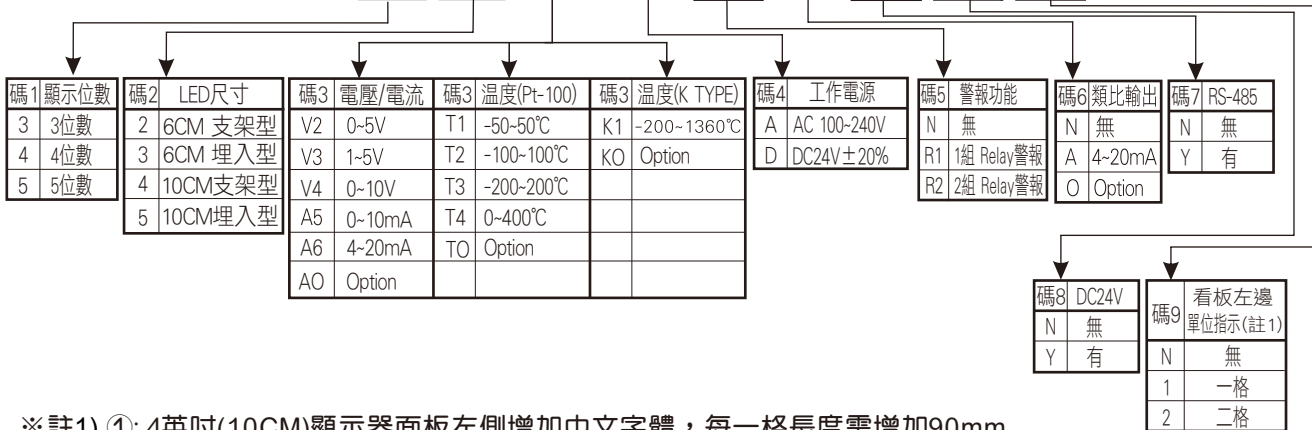 碼1 顯示位數
3 3位數
4 4位數
5 5位數
碼2 LED尺寸
2 6CM 支架型
3 6CM 埋入型
4 10CM支架型
5 10CM埋入型
碼3 電壓/電流
V2 0~5V
V3 1~5V
V4 0~10V
A5 0~10mA
A6 4~20mA
AO Option
碼3 溫度(Pt-100)
T1 -50~50℃
T2 -100~100℃
T3 -200~200℃
T4 0~400℃
TO Option
碼3 溫度(K TYPE)
K1 -200~1360℃
KO Option
碼4 工作電源
A AC 100~240V
D DC24V±20%
碼5 警報功能
N 無
R1 1組 Relay警報
R2 2組 Relay警報
碼6 類比輸出
N 無
A 4~20mA
O Option
碼7 RS-485
N 無
Y 有
碼8 DC24V
N 無
Y 有
碼9 看板左邊
單位指示(註1)
N 無
1 一格
2 二格
※註1) ①: 4英吋(10CM)顯示器面板左側增加中文字體，每一格長度需增加90mm